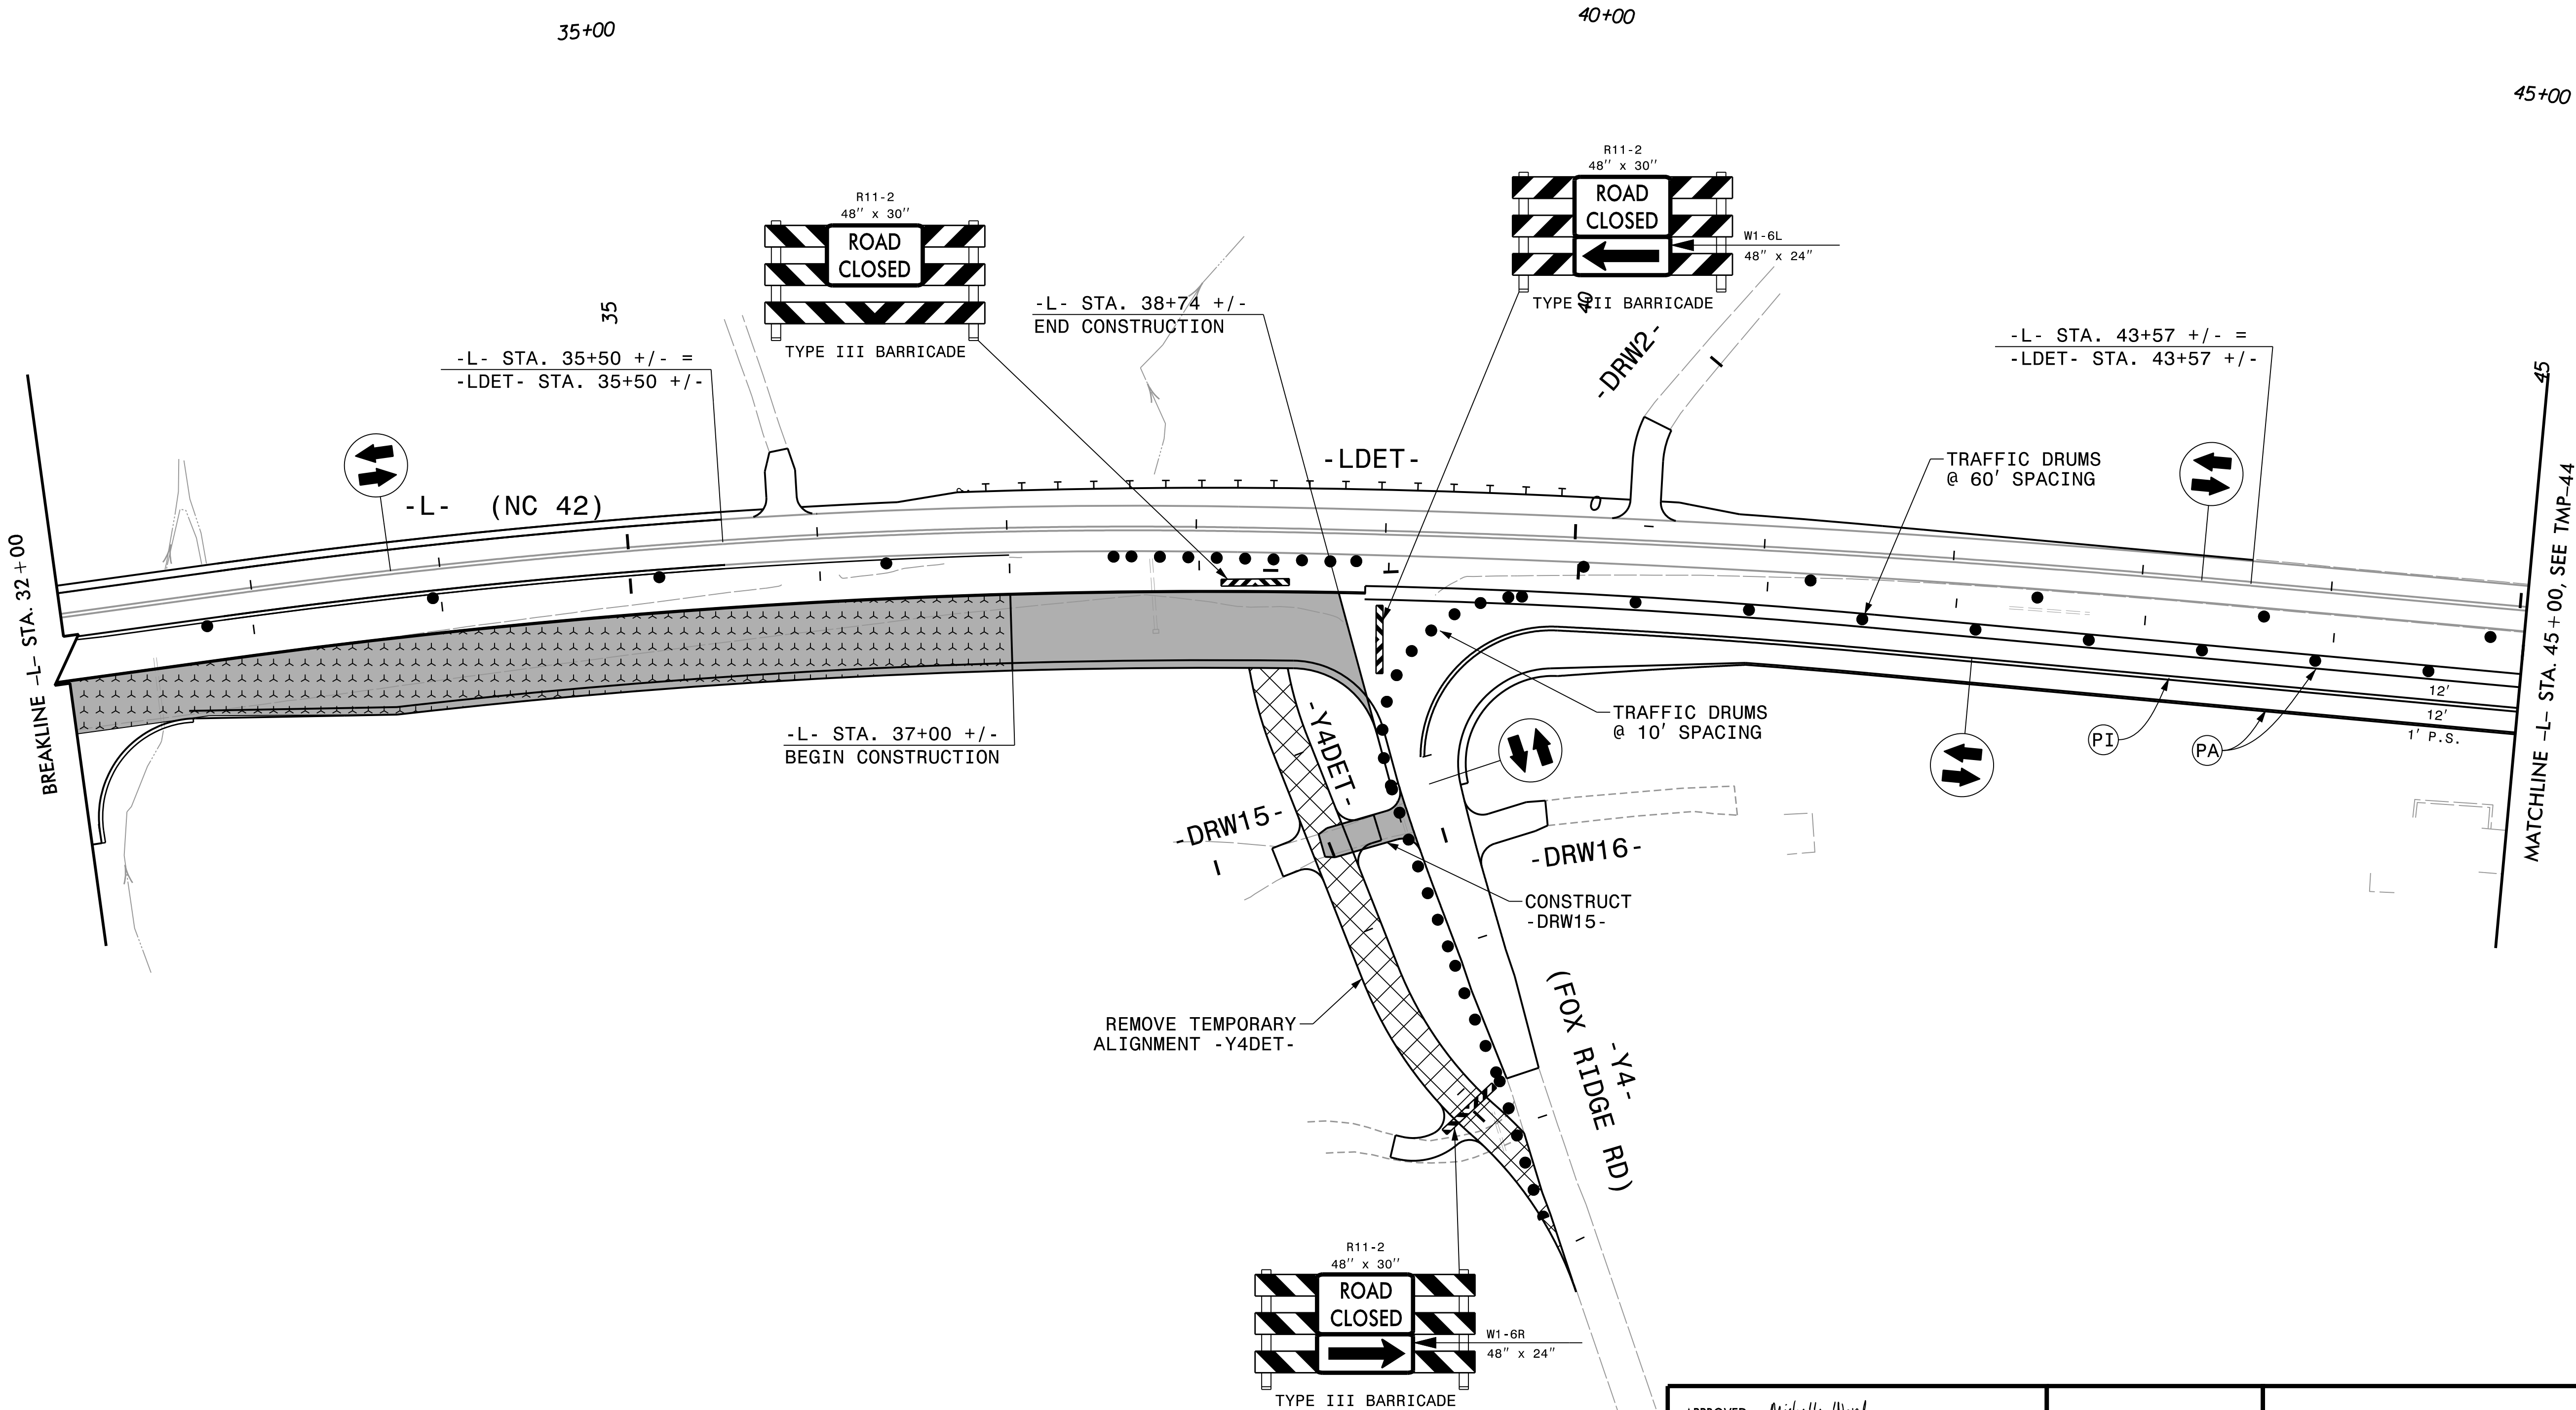 35+00
40+00
45+00
R11-2
48" x 30"
ROAD
CLOSED
W1-6L
48" x 24"
TYPE III BARRICADE
R11-2
48" x 30"
ROAD
CLOSED
TYPE III BARRICADE
35
40
45
-L- STA. 38+74 +/-
END CONSTRUCTION
-L- STA. 35+50 +/- =
-LDET- STA. 35+50 +/-
-L- STA. 43+57 +/- =
-LDET- STA. 43+57 +/-
-DRW2-
-LDET-
-L- (NC 42)
0
TRAFFIC DRUMS
@ 60' SPACING
BREAKLINE -L- STA. 32+00
MATCHLINE -L- STA. 45+00, SEE TMP-44
12'
12'
1' P.S.
PI
PA
TRAFFIC DRUMS
@ 10' SPACING
-L- STA. 37+00 +/-
BEGIN CONSTRUCTION
-Y4DET-
-DRW15-
-DRW16-
CONSTRUCT
-DRW15-
REMOVE TEMPORARY
ALIGNMENT -Y4DET-
-Y4-
(FOX RIDGE RD)
R11-2
48" x 30"
ROAD
CLOSED
W1-6R
48" x 24"
TYPE III BARRICADE